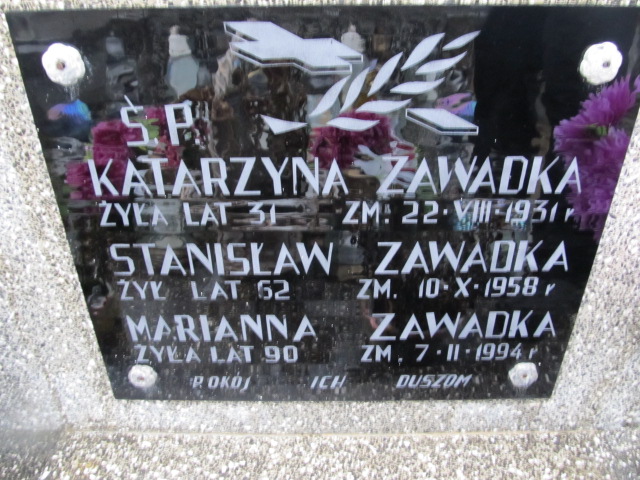 Ś.P.
KATARZYNA ZAWADKA
ŻYŁA LAT 31 ZM. 22-VIII-1931 r
STANISŁAW ZAWADKA
ŻYŁ LAT 62 ZM. 10-X-1958 r
MARIANNA ZAWADKA
ŻYŁA LAT 90 ZM. 7-II-1994 r
POKÓJ ICH DUSZOM